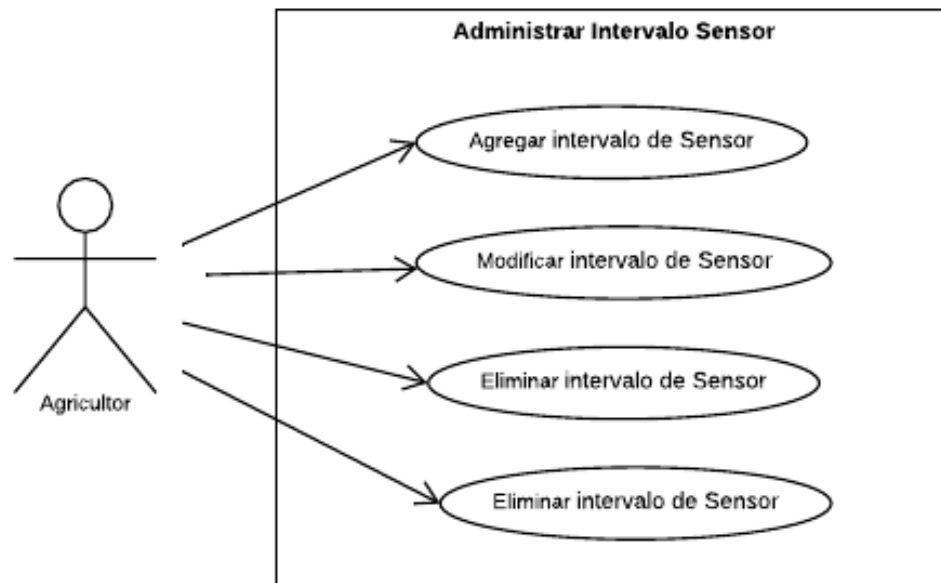 Administrar Intervalo Sensor
Agregar intervalo de Sensor
Modificar intervalo de Sensor
Eliminar intervalo de Sensor
Agricultor
Eliminar intervalo de Sensor